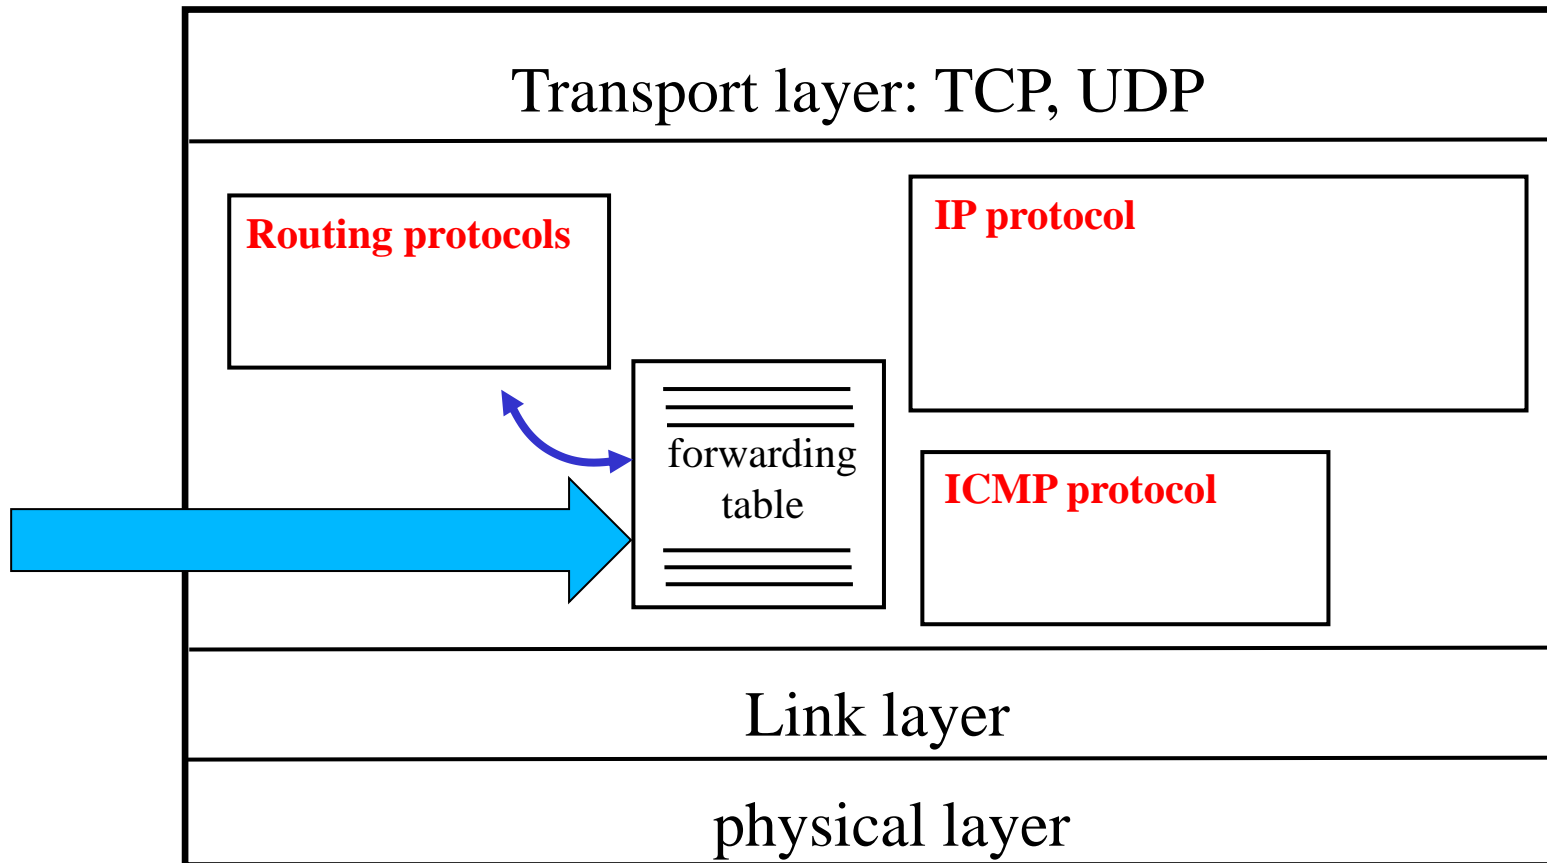 Transport layer: TCP, UDP
Routing protocols
IP protocol
forwarding
table
ICMP protocol
Link layer
physical layer